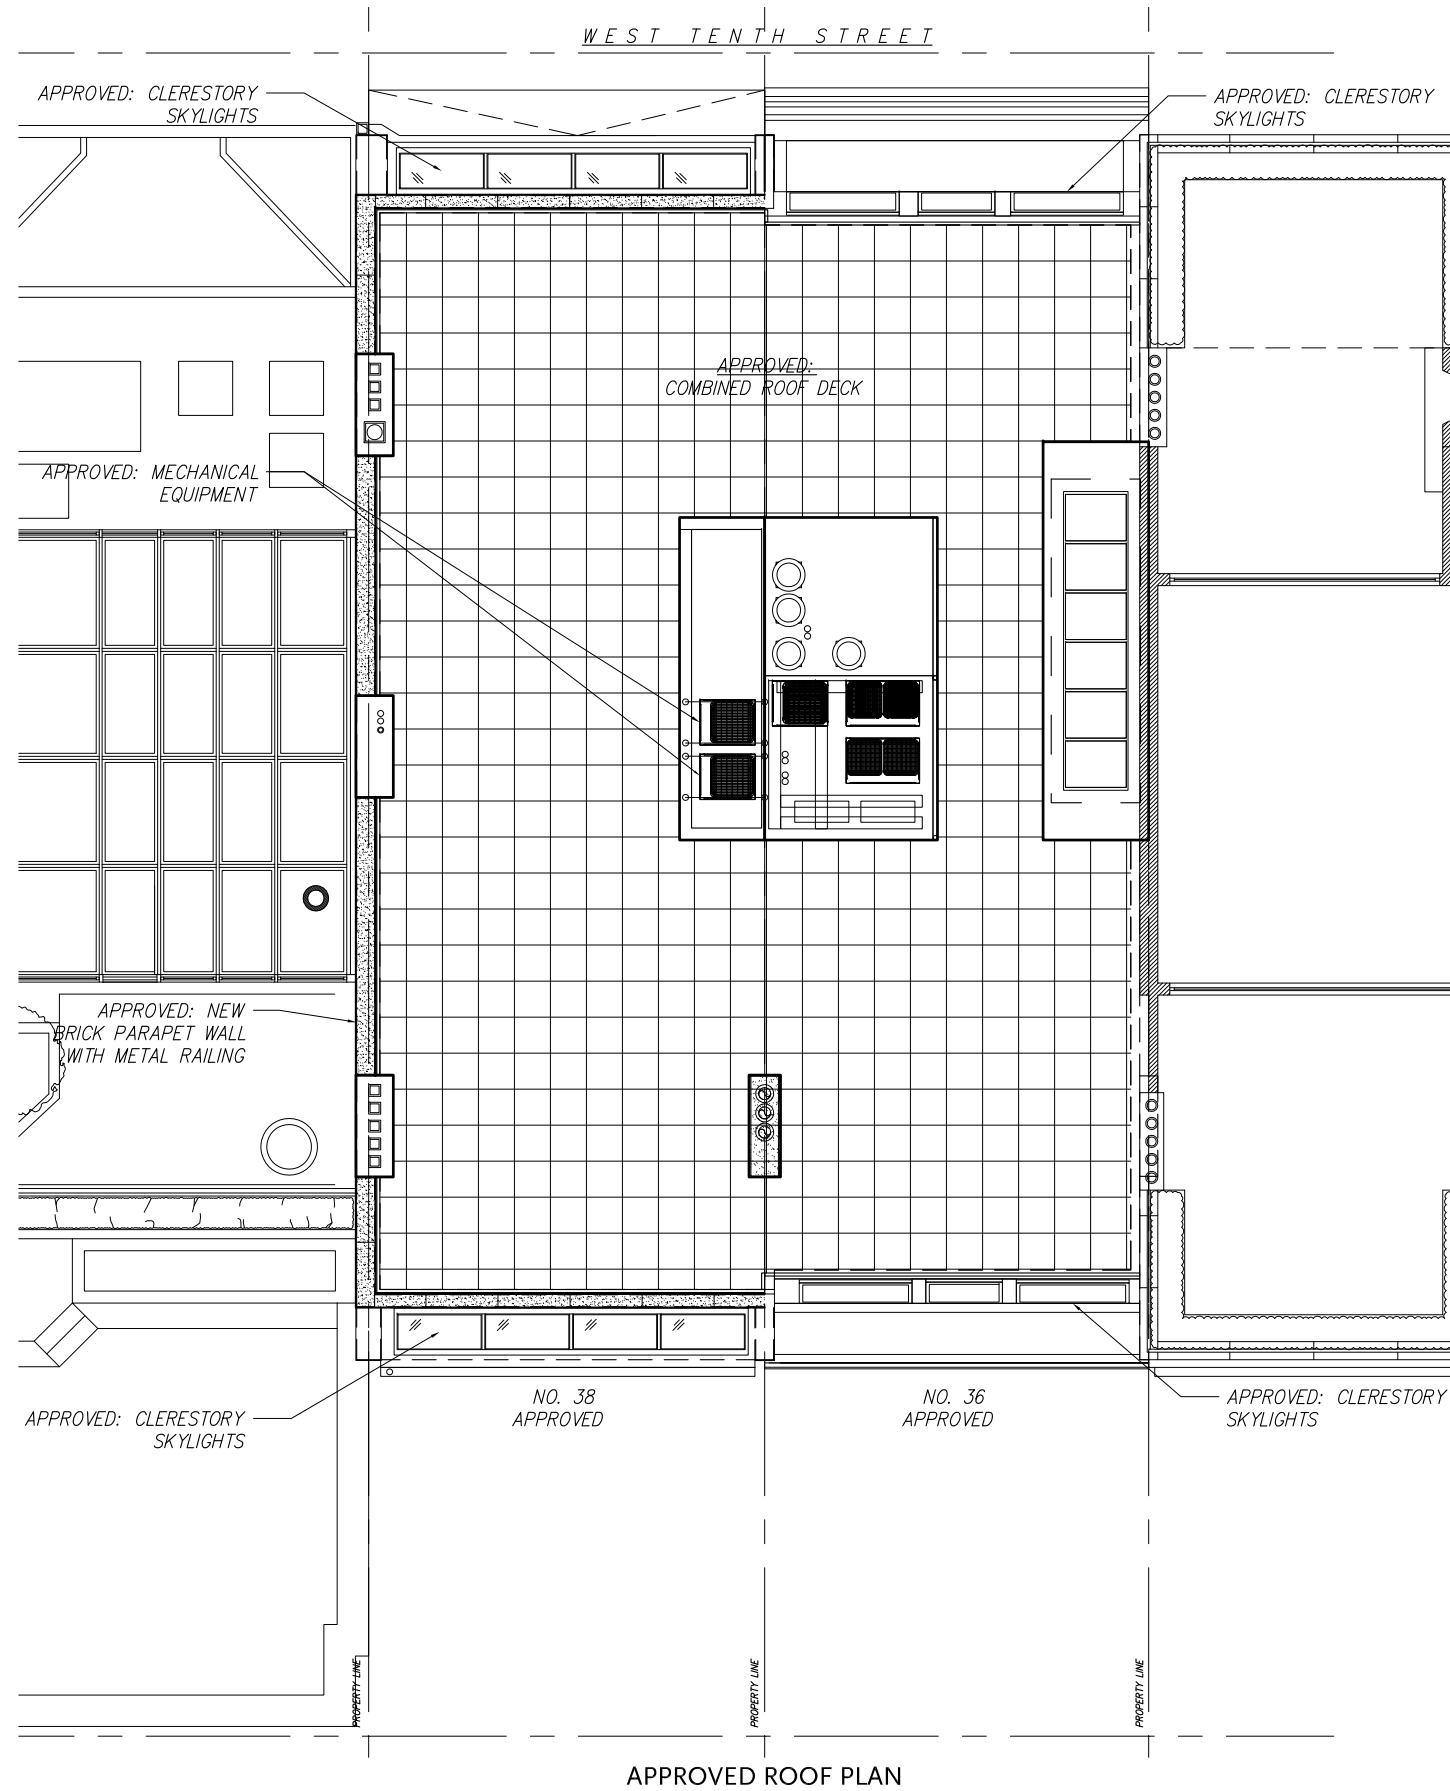 WEST TENTH STREET
APPROVED: CLERESTORY
SKYLIGHTS
APPROVED: CLERESTORY
SKYLIGHTS
APPROVED:
COMBINED ROOF DECK
APPROVED: MECHANICAL
EQUIPMENT
APPROVED: NEW
BRICK PARAPET WALL
WITH METAL RAILING
NO. 38
APPROVED
NO. 36
APPROVED
APPROVED: CLERESTORY
SKYLIGHTS
APPROVED: CLERESTORY
SKYLIGHTS
PROPERTY LINE
PROPERTY LINE
PROPERTY LINE
APPROVED ROOF PLAN